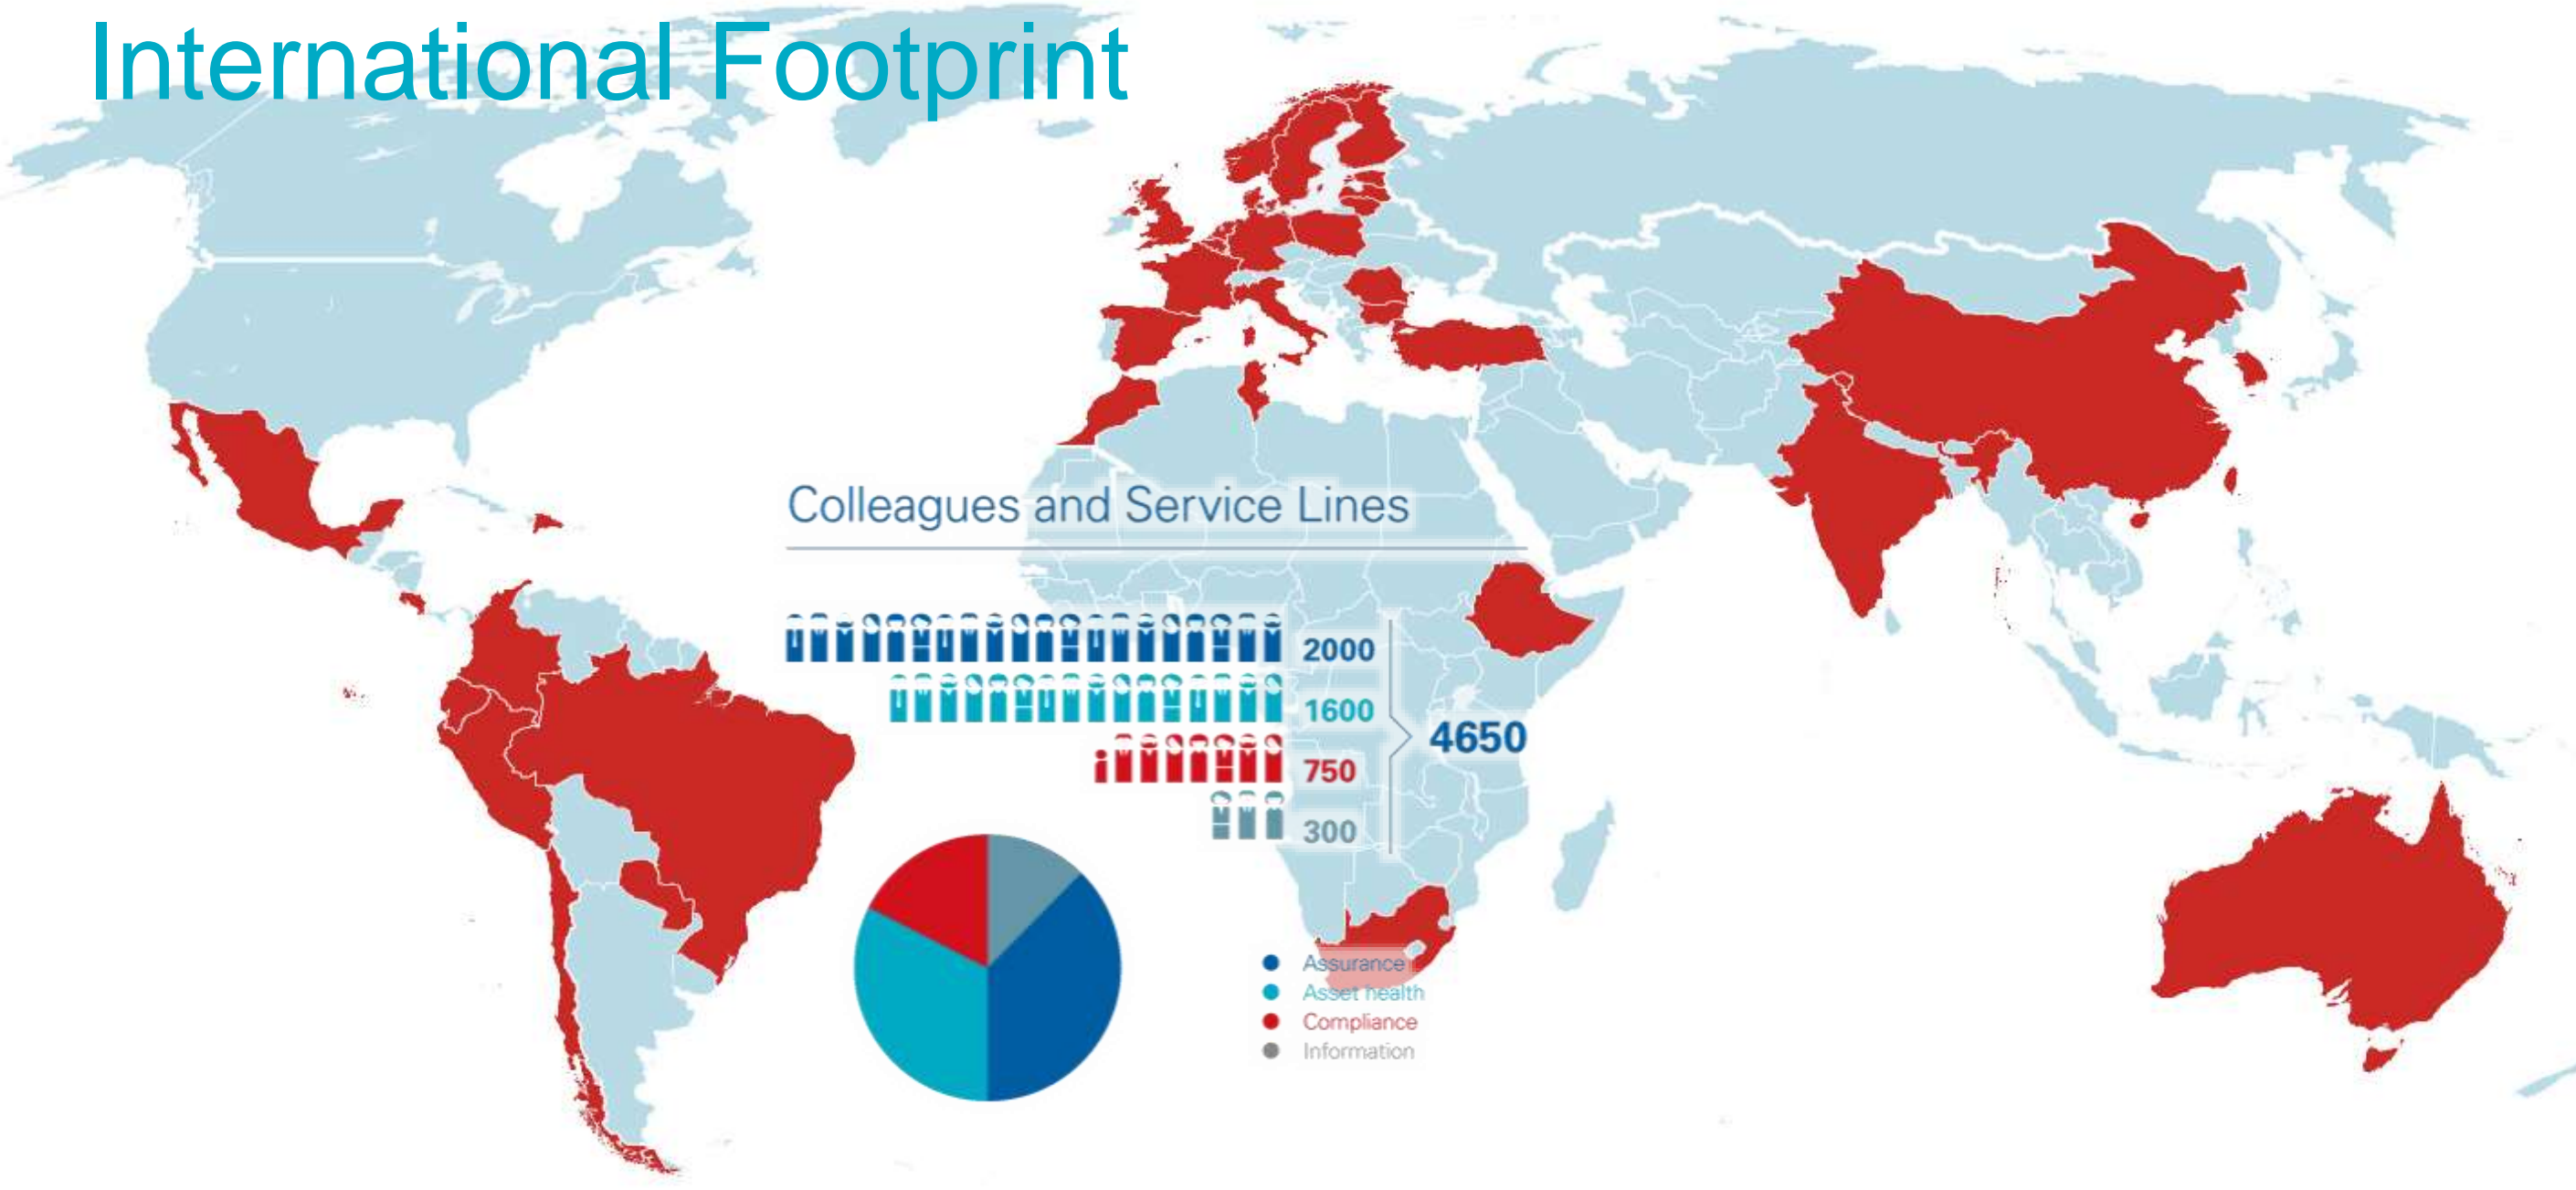 International Footprint
Colleagues and Service Lines
2000
1600
750
300
4650
Assurance
Asset health
Compliance
Information